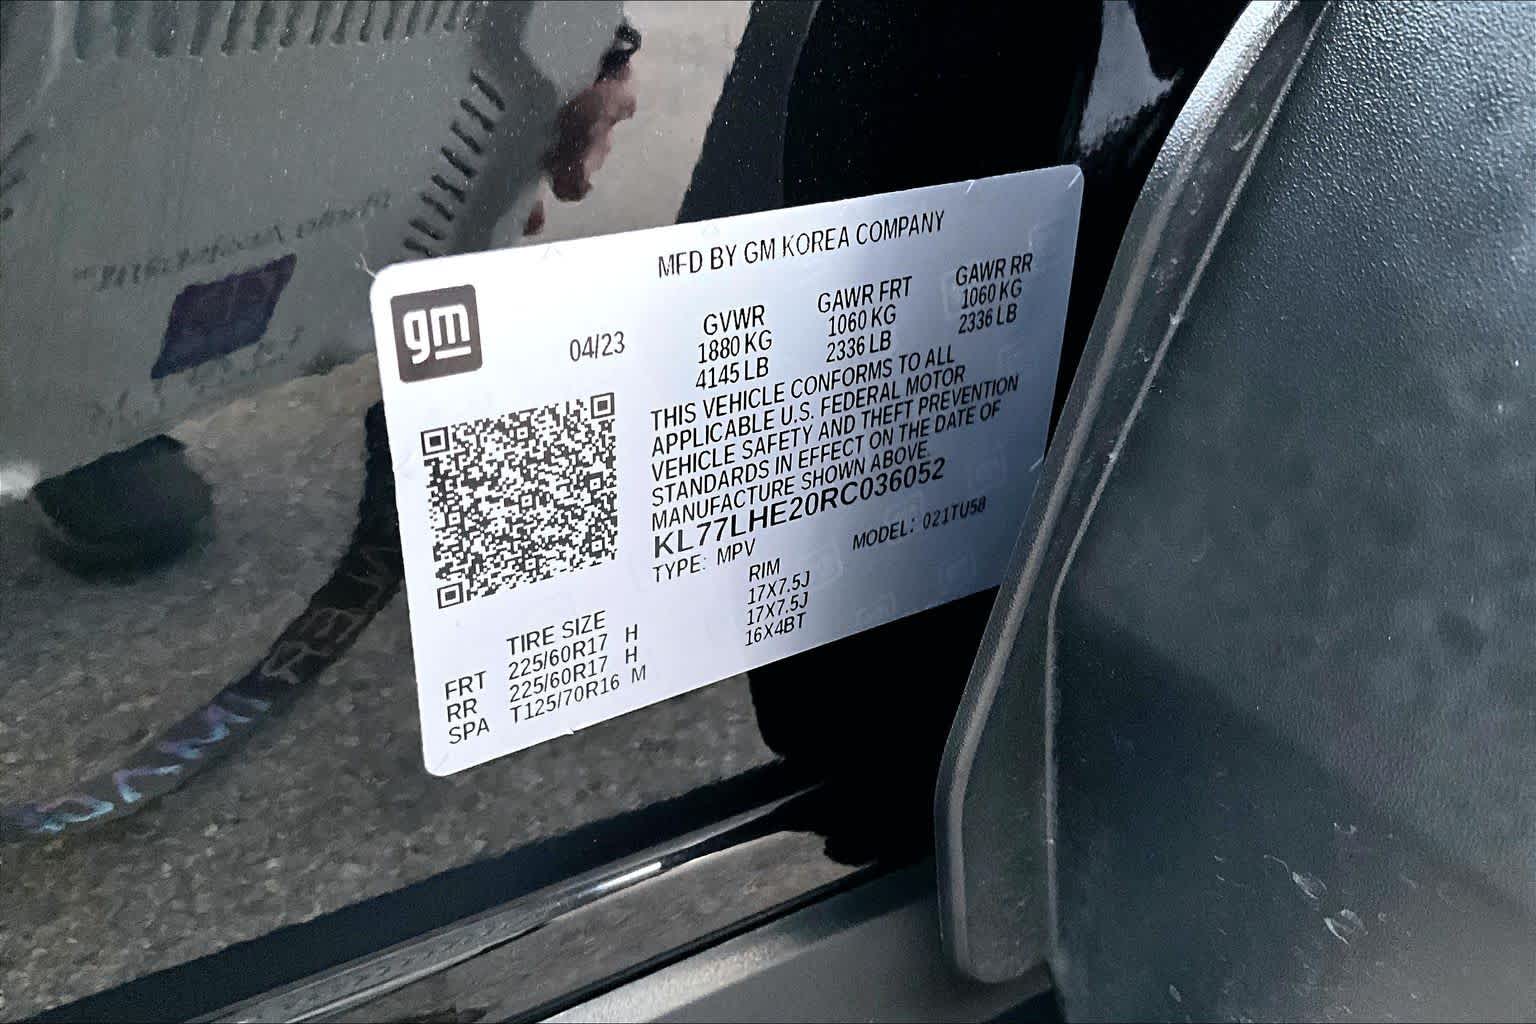 MFD BY GM KOREA COMPANY
gm
04/23
GVWR GAWR FRT GAWR RR
1880 KG 1060 KG 1060 KG
4145 LB 2336 LB 2336 LB
THIS VEHICLE CONFORMS TO ALL
APPLICABLE U.S. FEDERAL MOTOR
VEHICLE SAFETY AND THEFT PREVENTION
STANDARDS IN EFFECT ON THE DATE OF
MANUFACTURE SHOWN ABOVE.
KL77LHE20RC036052
TYPE: MPV MODEL: 021TU58
TIRE SIZE RIM
FRT 225/60R17 H 17X7.5J
RR 225/60R17 H 17X7.5J
SPA T125/70R16 M 16X4BT